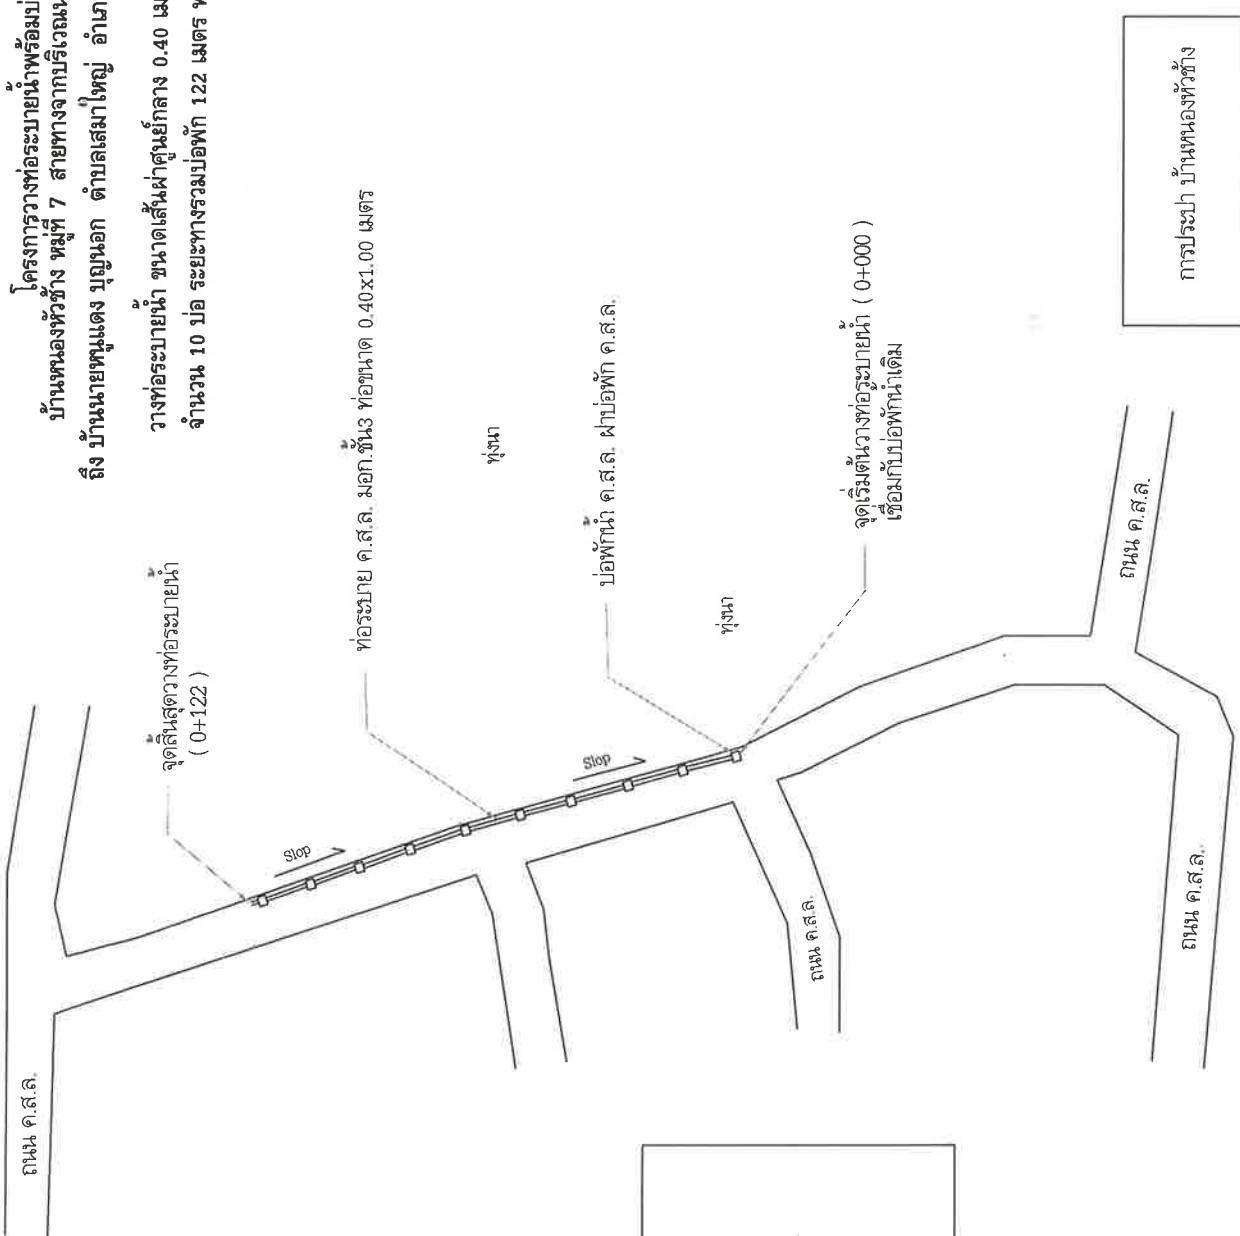 โครงการวางท่อระบายน้ำพร้อมบ่
บ้านหนองหัวช้าง หมู่ที่ 7 สายทางจากบริเวณ
ถึง บ้านนายหนูแดง บุญนอก ตำบลเสมาใหญ่ อำเภ
วางท่อระบายน้ำ ขนาดเส้นผ่าศูนย์กลาง 0.40 เม
จำนวน 10 บ่อ ระยะทางรวมบ่อพัก 122 เมตร
จุดสิ้นสุดวางท่อระบายน้ำ
( 0+122 )
ท่อระบาย ค.ส.ล. มอก.ชั้น3 ท่อขนาด 0.40x1.00 เมตร
ทุ่งนา
บ่อพักน้ำ ค.ส.ล. ฝาบ่อพัก ค.ส.ล.
ทุ่งนา
จุดเริ่มต้นวางท่อระบายน้ำ ( 0+000 )
เชื่อมกับบ่อพักน้ำเดิม
การประปา บ้านหนองหัวช้าง
Slop
Slop
ถนน ค.ส.ล.
ถนน ค.ส.ล.
ถนน ค.ส.ล.
ถนน ค.ส.ล.